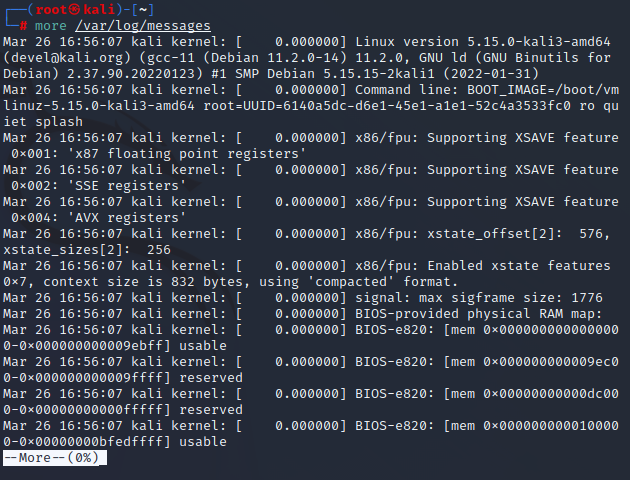 ┌──(root㉿kali)-[~]
└─# more /var/log/messages
Mar 26 16:56:07 kali kernel: [    0.000000] Linux version 5.15.0-kali3-amd64
(devel@kali.org) (gcc-11 (Debian 11.2.0-14) 11.2.0, GNU ld (GNU Binutils for
Debian) 2.37.90.20220123) #1 SMP Debian 5.15.15-2kali1 (2022-01-31)
Mar 26 16:56:07 kali kernel: [    0.000000] Command line: BOOT_IMAGE=/boot/vm
linuz-5.15.0-kali3-amd64 root=UUID=6140a5dc-d6e1-45e1-a1e1-52c4a3533fc0 ro qu
iet splash
Mar 26 16:56:07 kali kernel: [    0.000000] x86/fpu: Supporting XSAVE feature
 0×001: 'x87 floating point registers'
Mar 26 16:56:07 kali kernel: [    0.000000] x86/fpu: Supporting XSAVE feature
 0×002: 'SSE registers'
Mar 26 16:56:07 kali kernel: [    0.000000] x86/fpu: Supporting XSAVE feature
 0×004: 'AVX registers'
Mar 26 16:56:07 kali kernel: [    0.000000] x86/fpu: xstate_offset[2]:  576,
xstate_sizes[2]:  256
Mar 26 16:56:07 kali kernel: [    0.000000] x86/fpu: Enabled xstate features
0×7, context size is 832 bytes, using 'compacted' format.
Mar 26 16:56:07 kali kernel: [    0.000000] signal: max sigframe size: 1776
Mar 26 16:56:07 kali kernel: [    0.000000] BIOS-provided physical RAM map:
Mar 26 16:56:07 kali kernel: [    0.000000] BIOS-e820: [mem 0×000000000000000
0-0×000000000009ebff] usable
Mar 26 16:56:07 kali kernel: [    0.000000] BIOS-e820: [mem 0×000000000009ec0
0-0×000000000009ffff] reserved
Mar 26 16:56:07 kali kernel: [    0.000000] BIOS-e820: [mem 0×00000000000dc00
0-0×00000000000fffff] reserved
Mar 26 16:56:07 kali kernel: [    0.000000] BIOS-e820: [mem 0×000000000010000
0-0×00000000bfedffff] usable
--More--(0%)